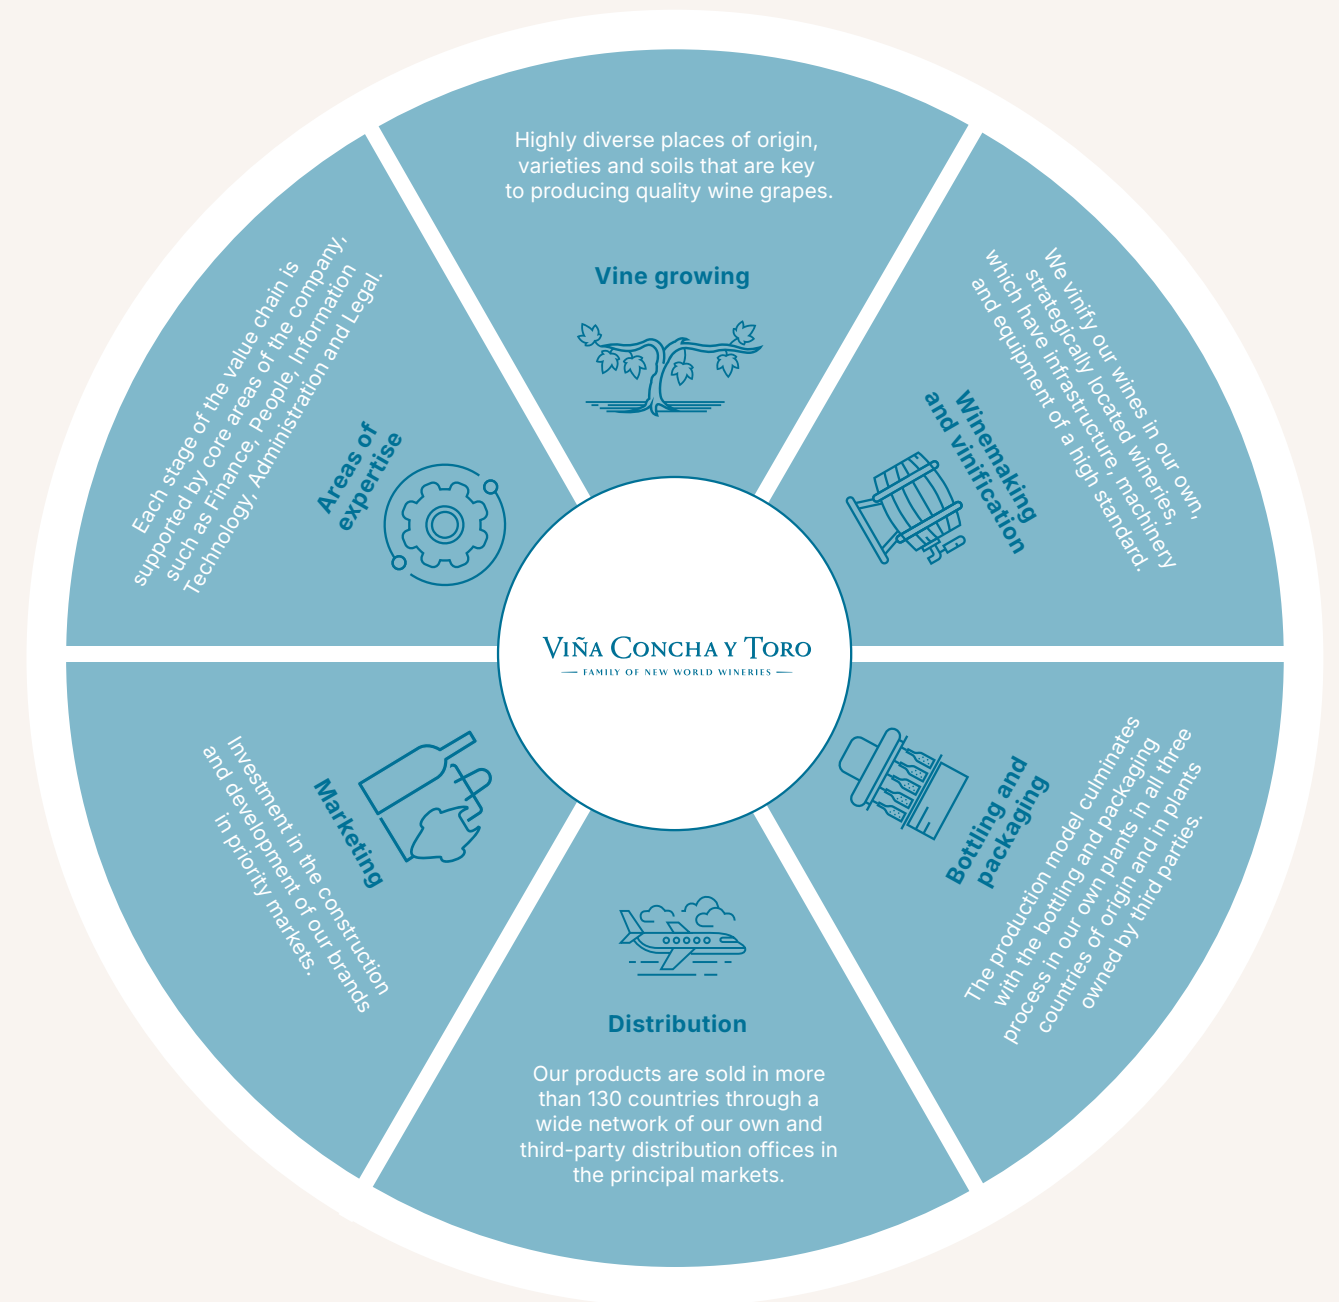 Highly diverse places of origin,
varieties and soils that are key
to producing quality wine grapes.
Vine growing
We vinify our wines in our own,
strategically located wineries,
which have infrastructure, machinery
and equipment of a high standard.
Winemaking
and vinification
Bottling and
packaging
The production model culminates
with the bottling and packaging
process in our own plants in all three
countries of origin and in plants
owned by third parties.
Distribution
Our products are sold in more
than 130 countries through a
wide network of our own and
third-party distribution offices in
the principal markets.
Marketing
Investment in the construction
and development of our brands
in priority markets.
Each stage of the value chain is
supported by core areas of the company,
such as Finance, People, Information
Technology, Administration and Legal.
Areas of
expertise
VIÑA CONCHA Y TORO
FAMILY OF NEW WORLD WINERIES